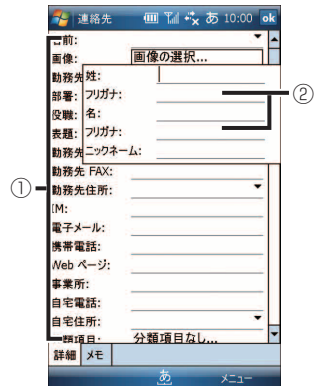 連絡先 あ 10:00 ok
名前:
画像: 画像の選択...
勤務先
姓:
部署:
フリガナ:
②
役職:
名:
表題:
フリガナ:
勤務先
ニックネーム:
勤務先 FAX:
①
勤務先住所:
IM:
電子メール:
携帯電話:
Web ページ:
事業所:
自宅電話:
自宅住所:
分類項目なし...
詳細 メモ
あ メニュー